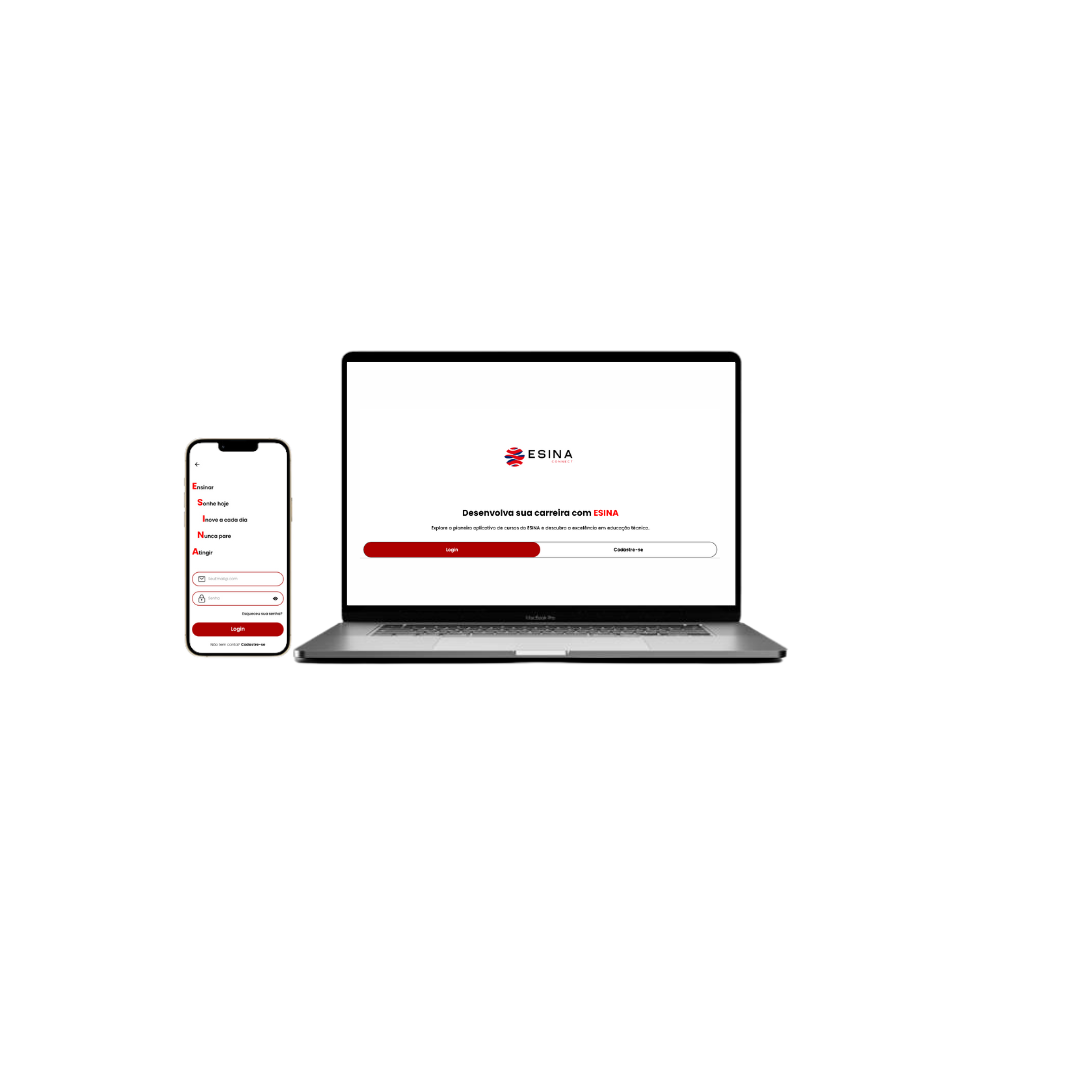 Ensinar
Sonhe hoje
Inove a cada dia
Nunca pare
Atingir
Senha
Esqueceu sua senha?
Login
Não tem conta? Cadastre-se
ESINA
CONNECT
Desenvolva sua carreira com ESINA
Explore o pioneiro aplicativo de cursos da ESINA e descubra a excelência em educação técnica.
Login
Cadastre-se
MacBook Pro